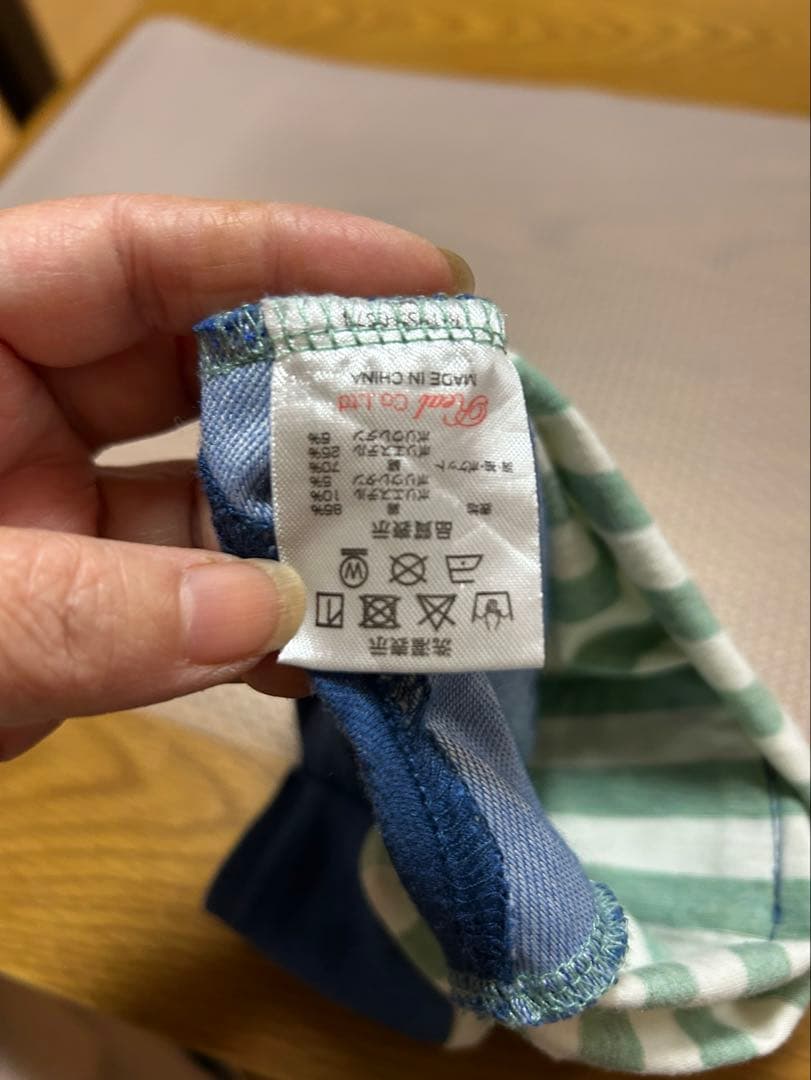 洗濯表示
品質表示
表地 綿 85%
ポリエステル 10%
ポリウレタン 5%
袖・ポケット 綿 70%
ポリエステル 25%
ポリウレタン 5%
Real Co.Ltd
MADE IN CHINA